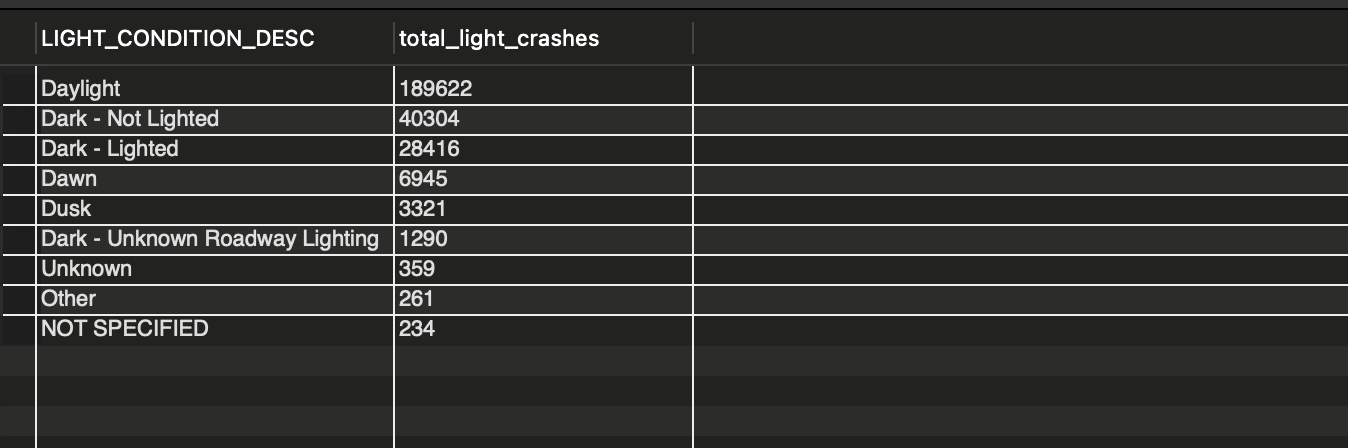 LIGHT_CONDITION_DESC total_light_crashes
Daylight 189622
Dark - Not Lighted 40304
Dark - Lighted 28416
Dawn 6945
Dusk 3321
Dark - Unknown Roadway Lighting 1290
Unknown 359
Other 261
NOT SPECIFIED 234